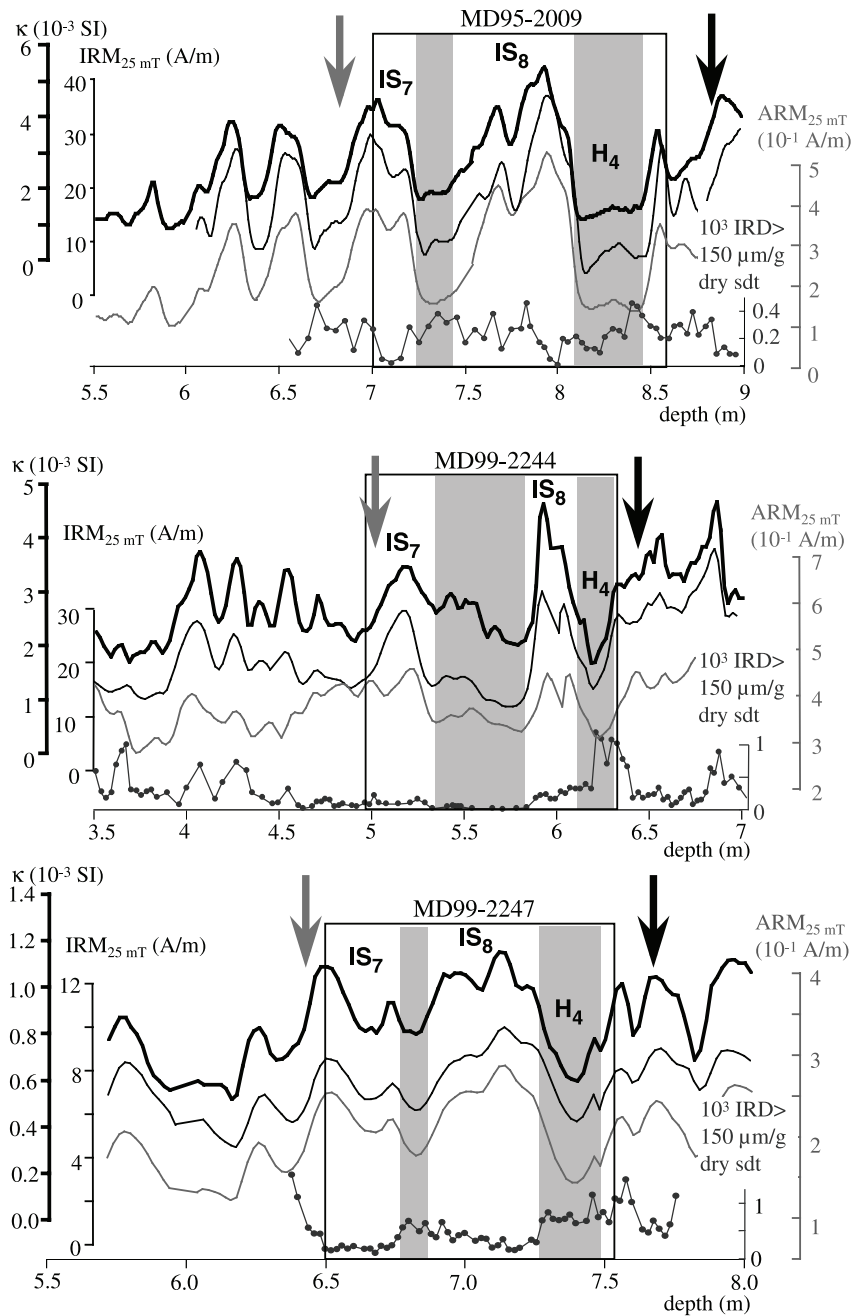 MD95-2009
κ (10-3 SI)
IRM25 mT (A/m)
IS7
IS8
H4
ARM25 mT
(10-1 A/m)
6
4
2
0
40
30
20
10
0
5
4
3
2
1
0
10³ IRD>
150 μm/g
dry sdt
0.4
0.2
0
5.5 6 6.5 7 7.5 8 8.5 9
depth (m)
MD99-2244
κ (10-3 SI)
IRM25 mT (A/m)
IS7
IS8
H4
ARM25 mT
(10-1 A/m)
5
4
3
2
1
0
30
20
10
0
7
6
5
4
3
2
10³ IRD>
150 μm/g
dry sdt
1
0
3.5 4 4.5 5 5.5 6 6.5 7
depth (m)
MD99-2247
κ (10-3 SI)
IRM25 mT (A/m)
IS7
IS8
H4
ARM25 mT
(10-1 A/m)
1.4
1.2
1.0
0.8
0.6
0.4
0.2
0.0
12
8
4
0
4
3
2
1
10³ IRD>
150 μm/g
dry sdt
1
0
5.5 6.0 6.5 7.0 7.5 8.0
depth (m)